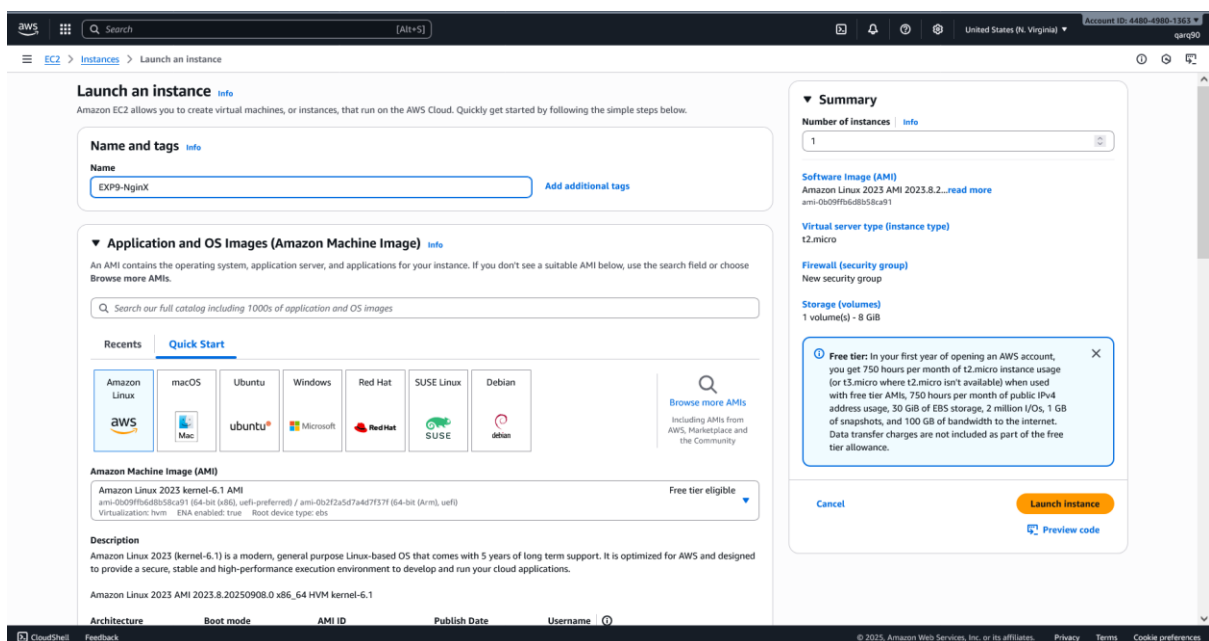 aws
Search
[Alt+S]
United States (N. Virginia)
Account ID: 4480-4980-1363
qarq90
EC2 > Instances > Launch an instance
Launch an instance Info
Amazon EC2 allows you to create virtual machines, or instances, that run on the AWS Cloud. Quickly get started by following the simple steps below.
Name and tags Info
Name
EXP9-NginX
Add additional tags
Application and OS Images (Amazon Machine Image) Info
An AMI contains the operating system, application server, and applications for your instance. If you don't see a suitable AMI below, use the search field or choose
Browse more AMIs.
Search our full catalog including 1000s of application and OS images
Recents
Quick Start
Amazon Linux
aws
macOS
Mac
Ubuntu
ubuntu®
Windows
Microsoft
Red Hat
Red Hat
SUSE Linux
SUSE
Debian
debian
Browse more AMIs
Including AMIs from
AWS, Marketplace and
the Community
Amazon Machine Image (AMI)
Amazon Linux 2023 kernel-6.1 AMI
Free tier eligible
ami-0b09ffb6d8b58ca91 (64-bit (x86), uefi-preferred) / ami-0b2f2a5d7a4d7f37f (64-bit (Arm), uefi)
Virtualization: hvm ENA enabled: true Root device type: ebs
Description
Amazon Linux 2023 (kernel-6.1) is a modern, general purpose Linux-based OS that comes with 5 years of long term support. It is optimized for AWS and designed
to provide a secure, stable and high-performance execution environment to develop and run your cloud applications.
Amazon Linux 2023 AMI 2023.8.20250908.0 x86_64 HVM kernel-6.1
Architecture Boot mode AMI ID Publish Date Username
Summary
Number of instances Info
1
Software Image (AMI)
Amazon Linux 2023 AMI 2023.8.2...read more
ami-0b09ffb6d8b58ca91
Virtual server type (instance type)
t2.micro
Firewall (security group)
New security group
Storage (volumes)
1 volume(s) - 8 GiB
Free tier: In your first year of opening an AWS account,
you get 750 hours per month of t2.micro instance usage
(or t3.micro where t2.micro isn't available) when used
with free tier AMIs, 750 hours per month of public IPv4
address usage, 30 GiB of EBS storage, 2 million I/Os, 1 GB
of snapshots, and 100 GB of bandwidth to the internet.
Data transfer charges are not included as part of the free
tier allowance.
Cancel
Launch instance
Preview code
CloudShell Feedback
© 2025, Amazon Web Services, Inc. or its affiliates. Privacy Terms Cookie preferences